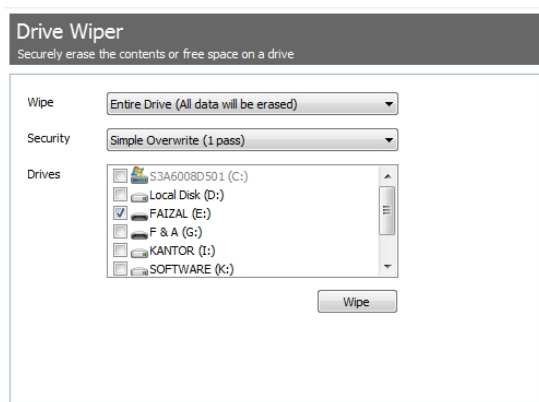 Drive Wiper
Securely erase the contents or free space on a drive
Wipe
Entire Drive (All data will be erased)
Security
Simple Overwrite (1 pass)
Drives
S3A6008D501 (C:)
Local Disk (D:)
FAIZAL (E:)
F & A (G:)
KANTOR (I:)
SOFTWARE (K:)
Wipe